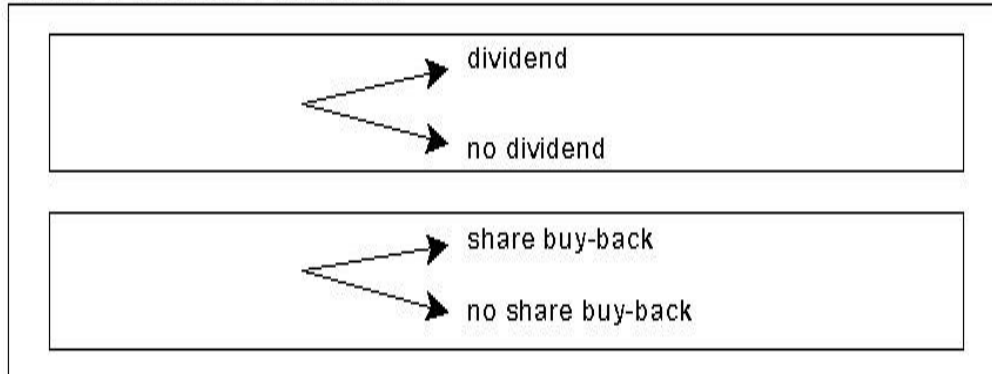 dividend
no dividend
share buy-back
no share buy-back